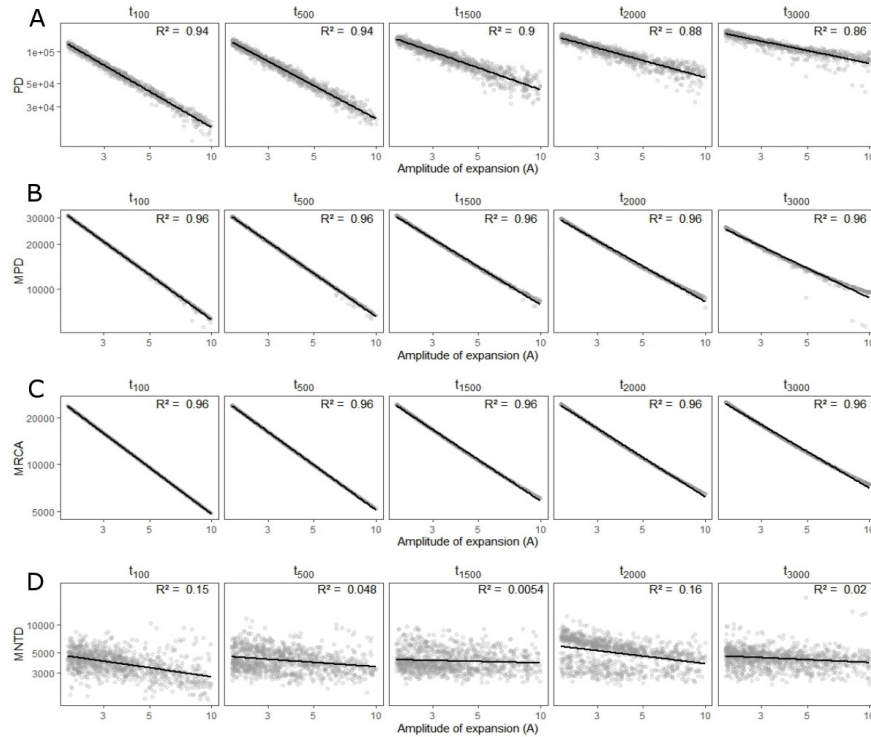 A
t100 t500 t1500 t2000 t3000
R² = 0.94 R² = 0.94 R² = 0.9 R² = 0.88 R² = 0.86
PD
1e+05
5e+04
3e+04
3 5 10 3 5 10 3 5 10 3 5 10 3 5 10
Amplitude of expansion (A)
B
t100 t500 t1500 t2000 t3000
R² = 0.96 R² = 0.96 R² = 0.96 R² = 0.96 R² = 0.96
MPD
30000
20000
10000
3 5 10 3 5 10 3 5 10 3 5 10 3 5 10
Amplitude of expansion (A)
C
t100 t500 t1500 t2000 t3000
R² = 0.96 R² = 0.96 R² = 0.96 R² = 0.96 R² = 0.96
MRCA
20000
10000
5000
3 5 10 3 5 10 3 5 10 3 5 10 3 5 10
Amplitude of expansion (A)
D
t100 t500 t1500 t2000 t3000
R² = 0.15 R² = 0.048 R² = 0.0054 R² = 0.16 R² = 0.02
MNTD
10000
5000
3000
3 5 10 3 5 10 3 5 10 3 5 10 3 5 10
Amplitude of expansion (A)